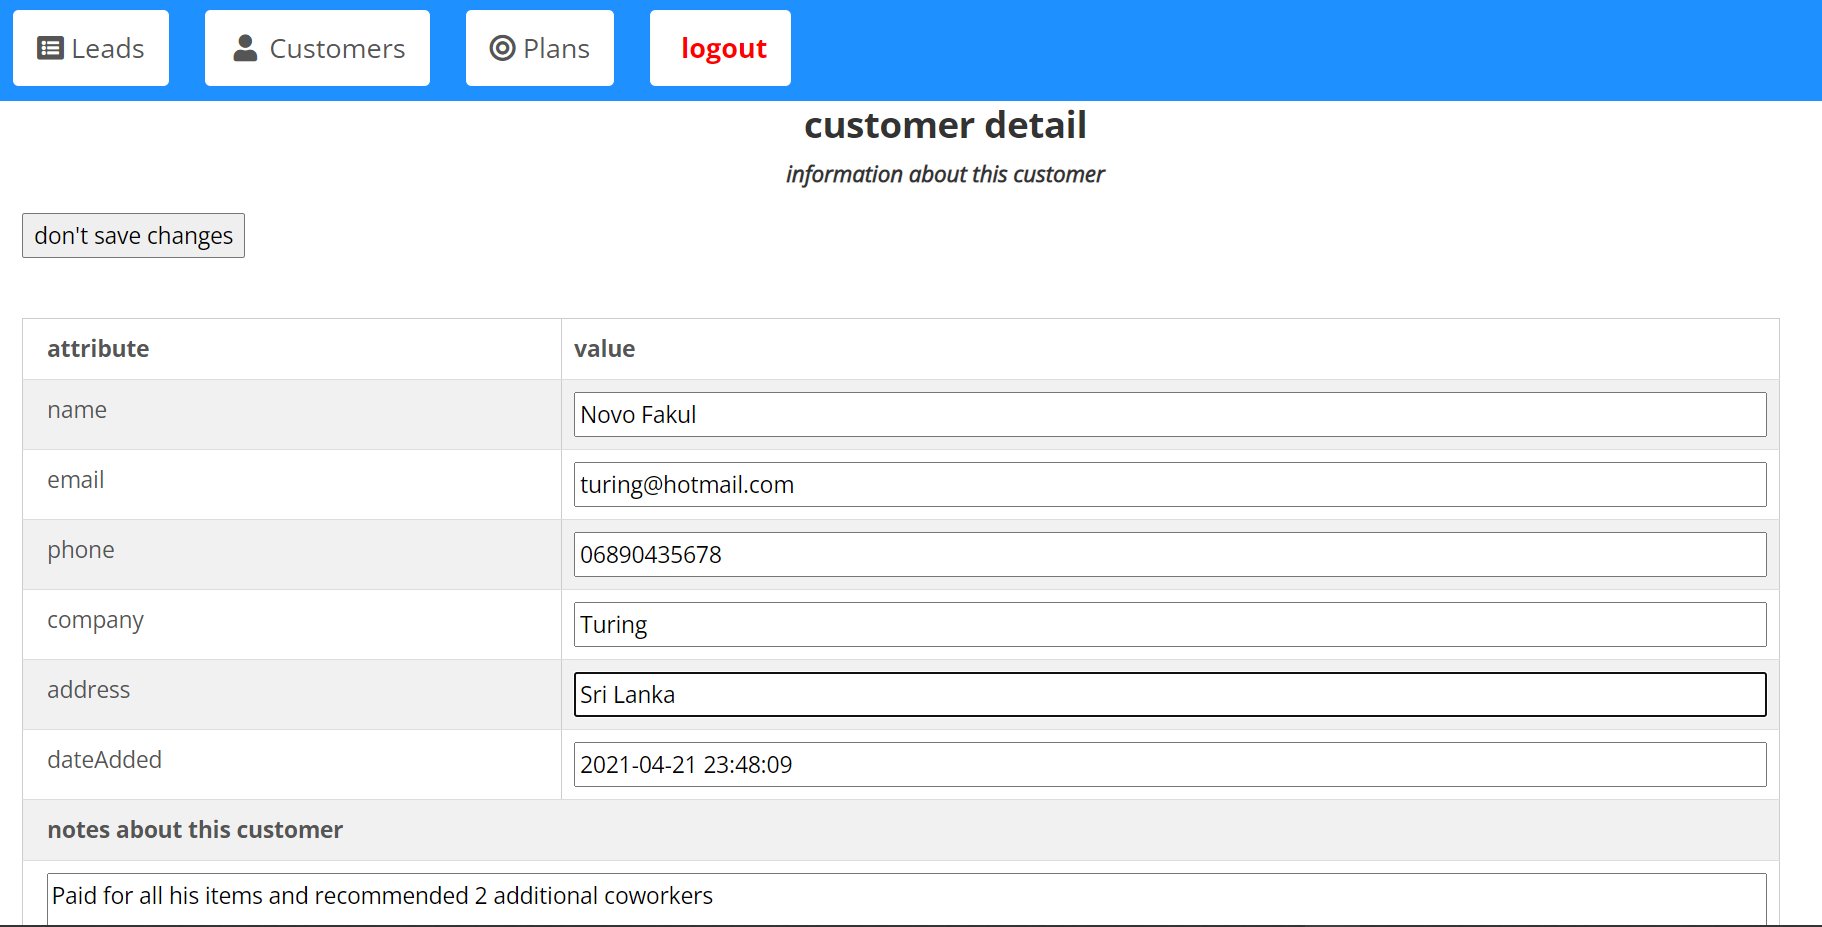 Leads Customers Plans logout
customer detail
information about this customer
don't save changes
attribute value
name Novo Fakul
email turing@hotmail.com
phone 06890435678
company Turing
address Sri Lanka
dateAdded 2021-04-21 23:48:09
notes about this customer
Paid for all his items and recommended 2 additional coworkers